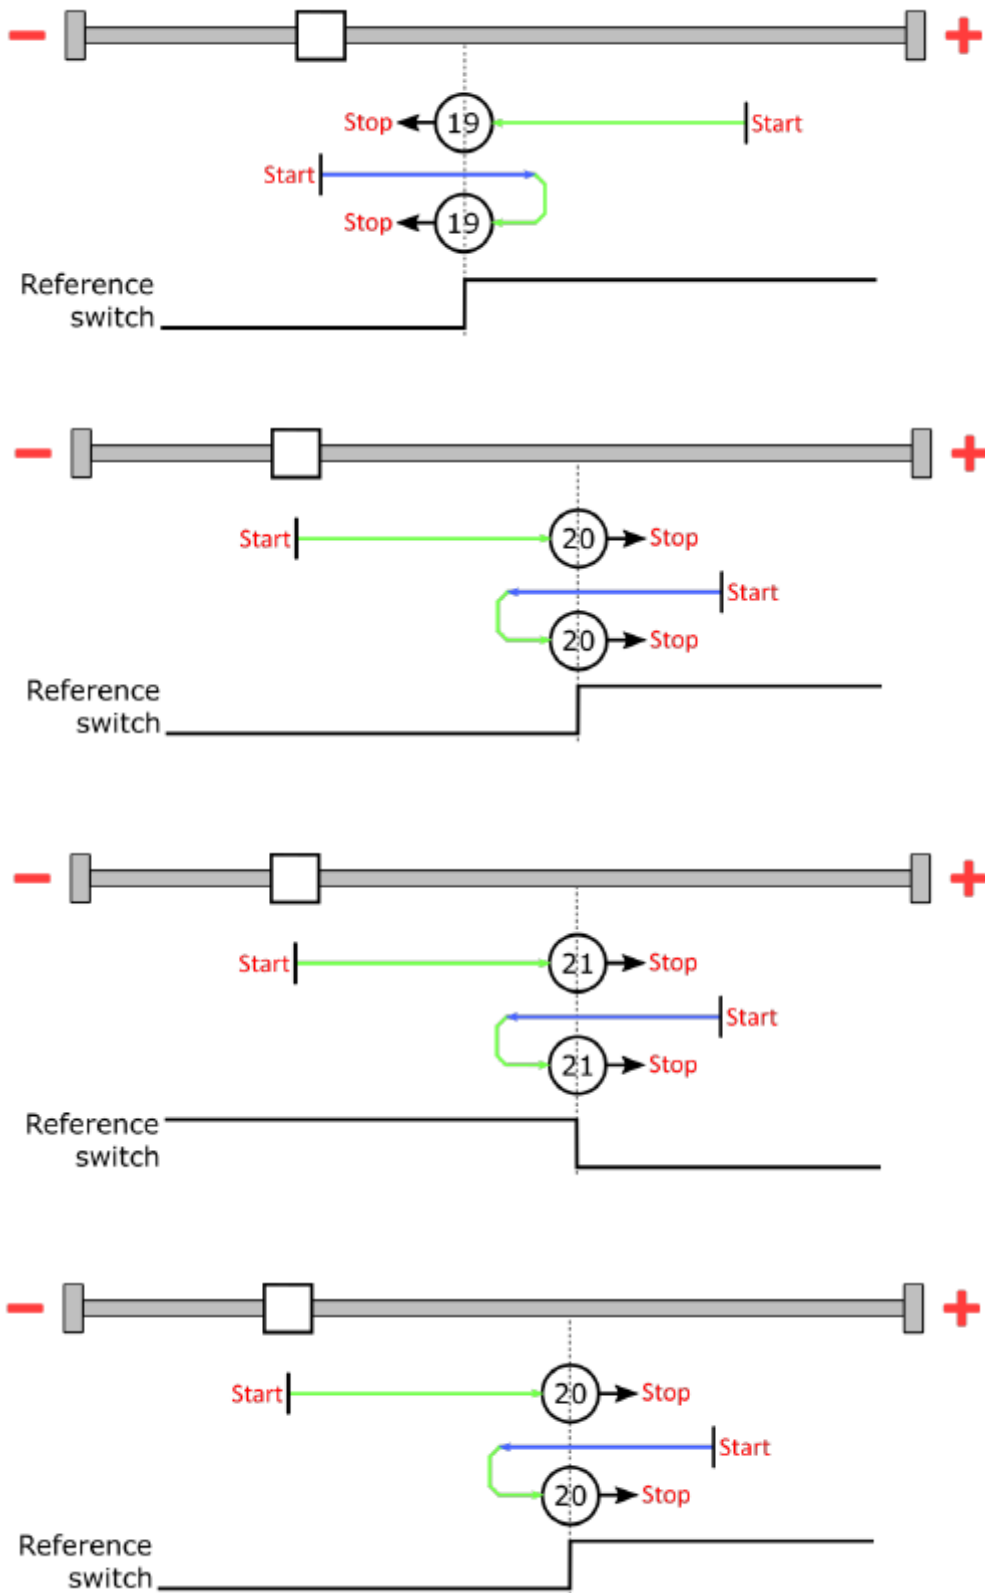 − +
Stop 19 Start
Start
Stop 19
Reference
switch
− +
Start 20 Stop
Start
20 Stop
Reference
switch
− +
Start 21 Stop
Start
21 Stop
Reference
switch
− +
Start 20 Stop
Start
20 Stop
Reference
switch